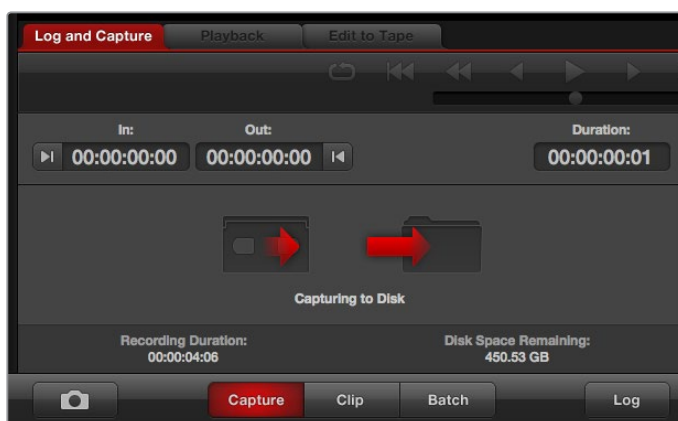 Log and Capture Playback Edit to Tape
In: Out: Duration:
00:00:00:00 00:00:00:00 00:00:00:01
Capturing to Disk
Recording Duration: Disk Space Remaining:
00:00:04:06 450.53 GB
Capture Clip Batch Log